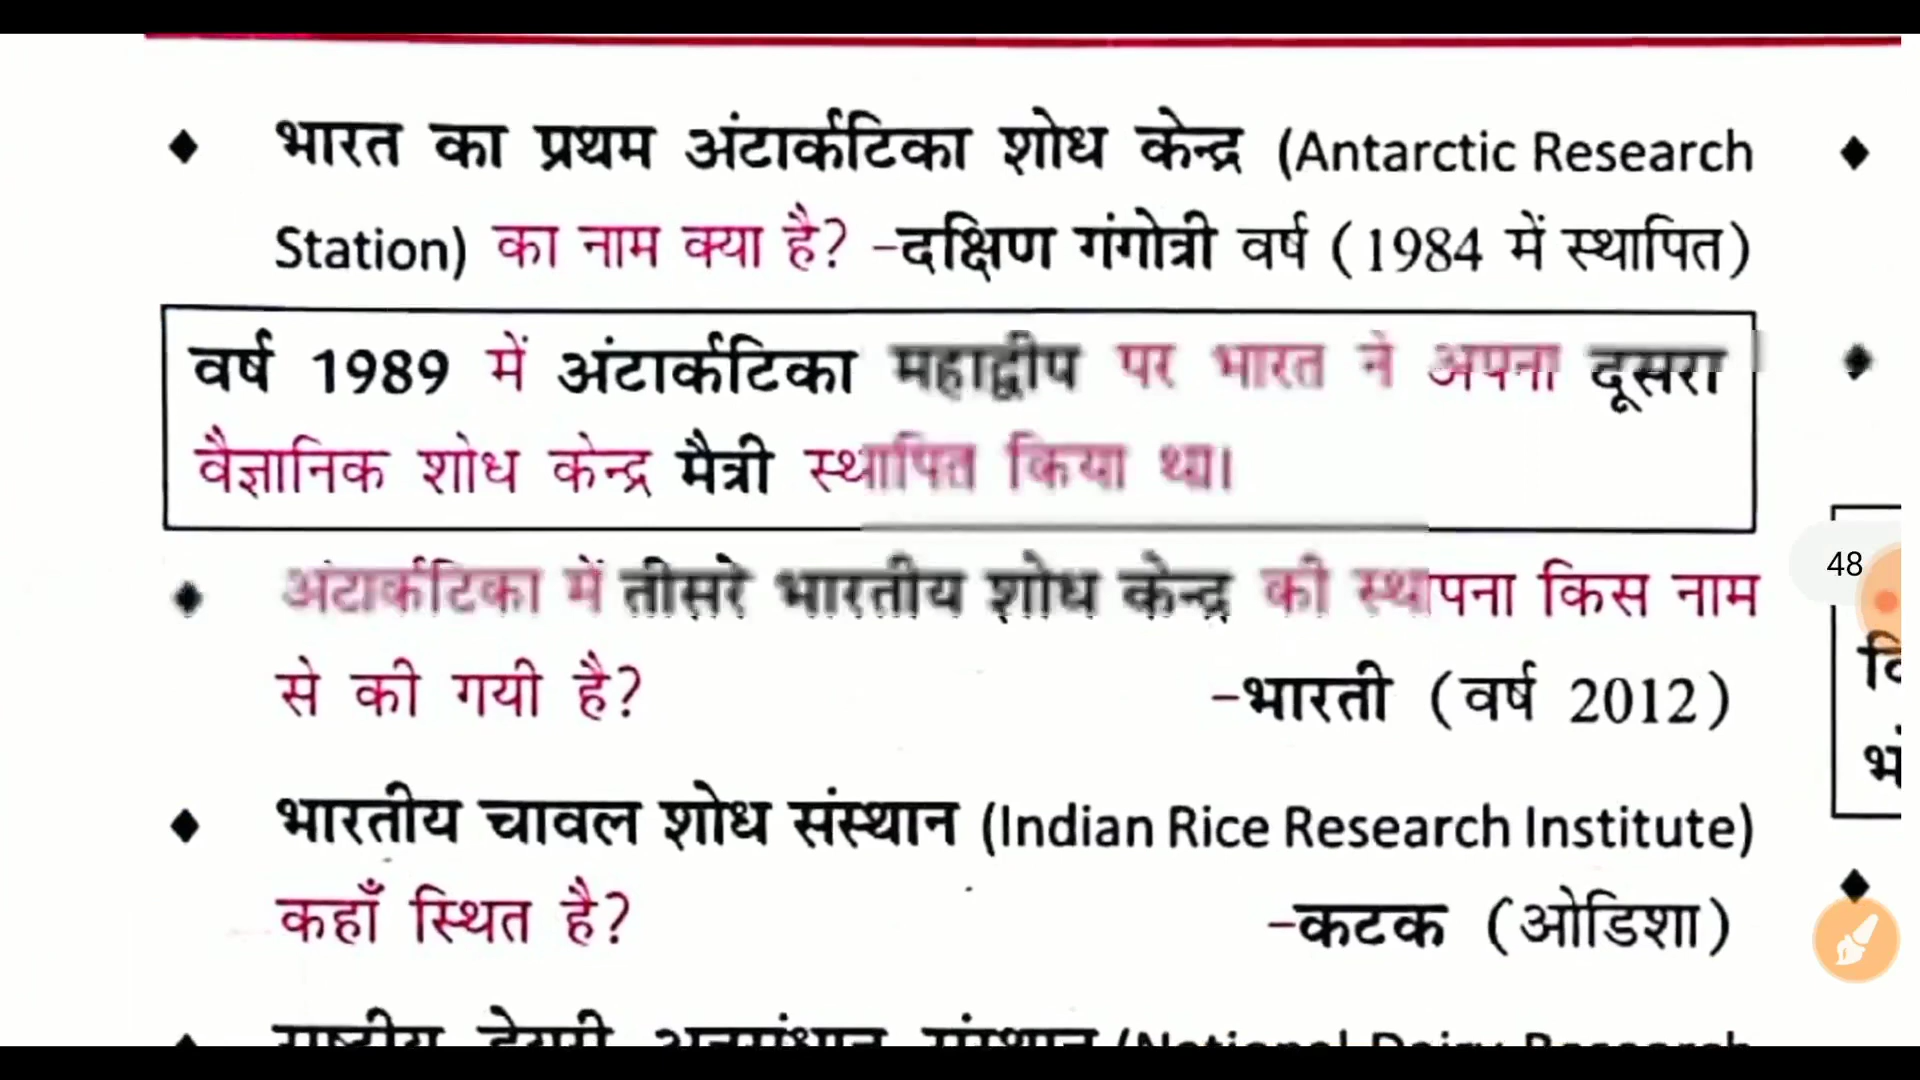 भारत का प्रथम अंटार्कटिका शोध केन्द्र (Antarctic Research
Station) का नाम क्या है? -दक्षिण गंगोत्री वर्ष (1984 में स्थापित)
वर्ष 1989 में अंटार्कटिका महाद्वीप पर भारत ने अपना दूसरा
वैज्ञानिक शोध केन्द्र मैत्री स्थापित किया था।
अंटार्कटिका में तीसरे भारतीय शोध केन्द्र की स्थापना किस नाम
से की गयी है? -भारती (वर्ष 2012)
भारतीय चावल शोध संस्थान (Indian Rice Research Institute)
कहाँ स्थित है? -कटक (ओडिशा)
48